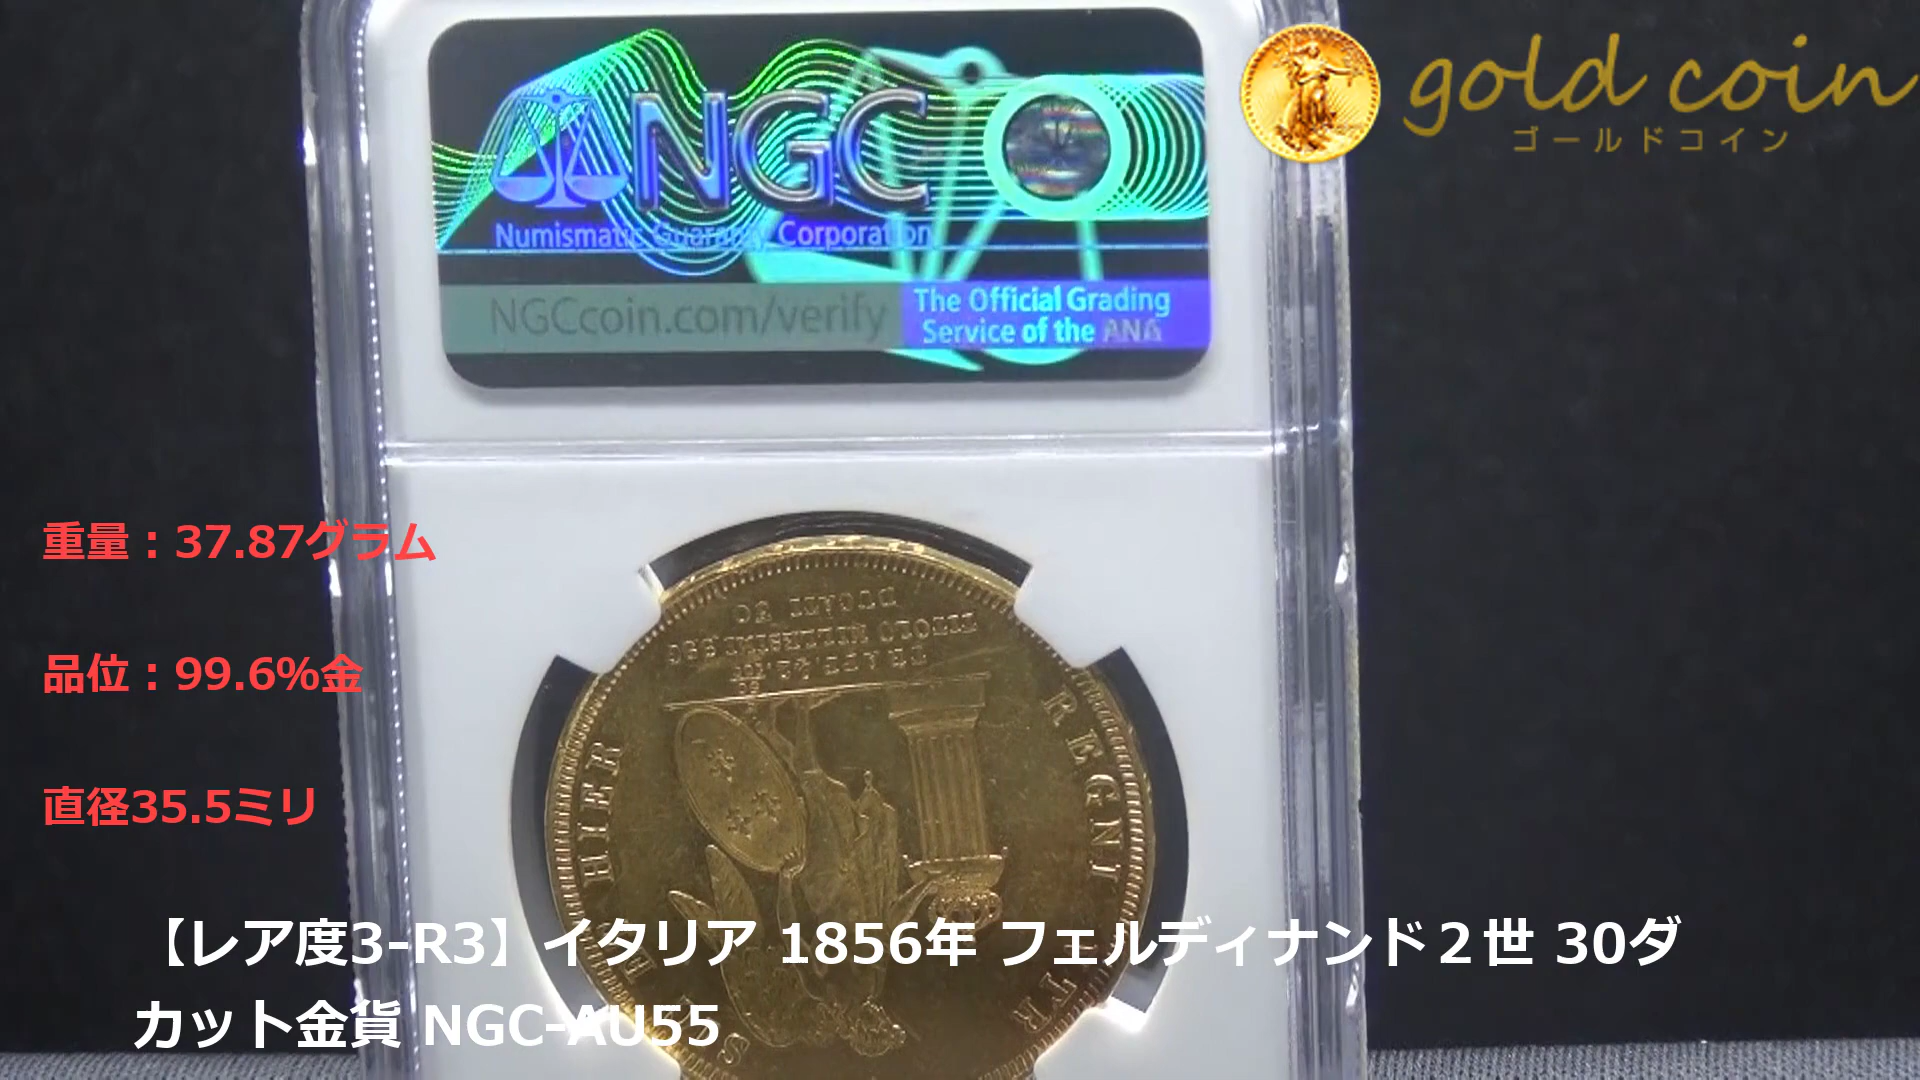 NGC
Numismatic Guaranty Corporation
NGCcoin.com/verify
The Official Grading
Service of the ANA
gold coin
ゴールドコイン
重量：37.87グラム
品位：99.6%金
直径35.5ミリ
REGNI
HIER
【レア度3-R3】イタリア 1856年 フェルディナンド２世 30ダ
カット金貨 NGC-AU55